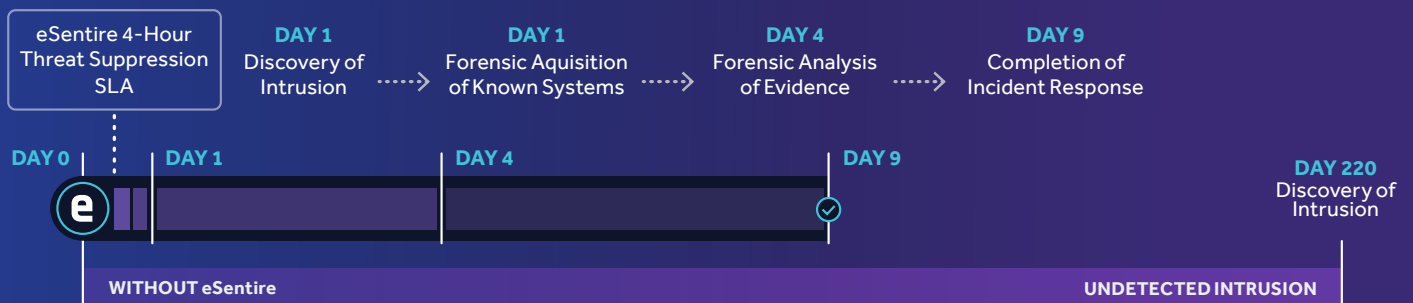 eSentire 4-Hour
Threat Suppression
SLA
DAY 1
Discovery of
Intrusion
DAY 1
Forensic Aquisition
of Known Systems
DAY 4
Forensic Analysis
of Evidence
DAY 9
Completion of
Incident Response
DAY 0
DAY 1
DAY 4
DAY 9
DAY 220
Discovery of
Intrusion
e
WITHOUT eSentire
UNDETECTED INTRUSION